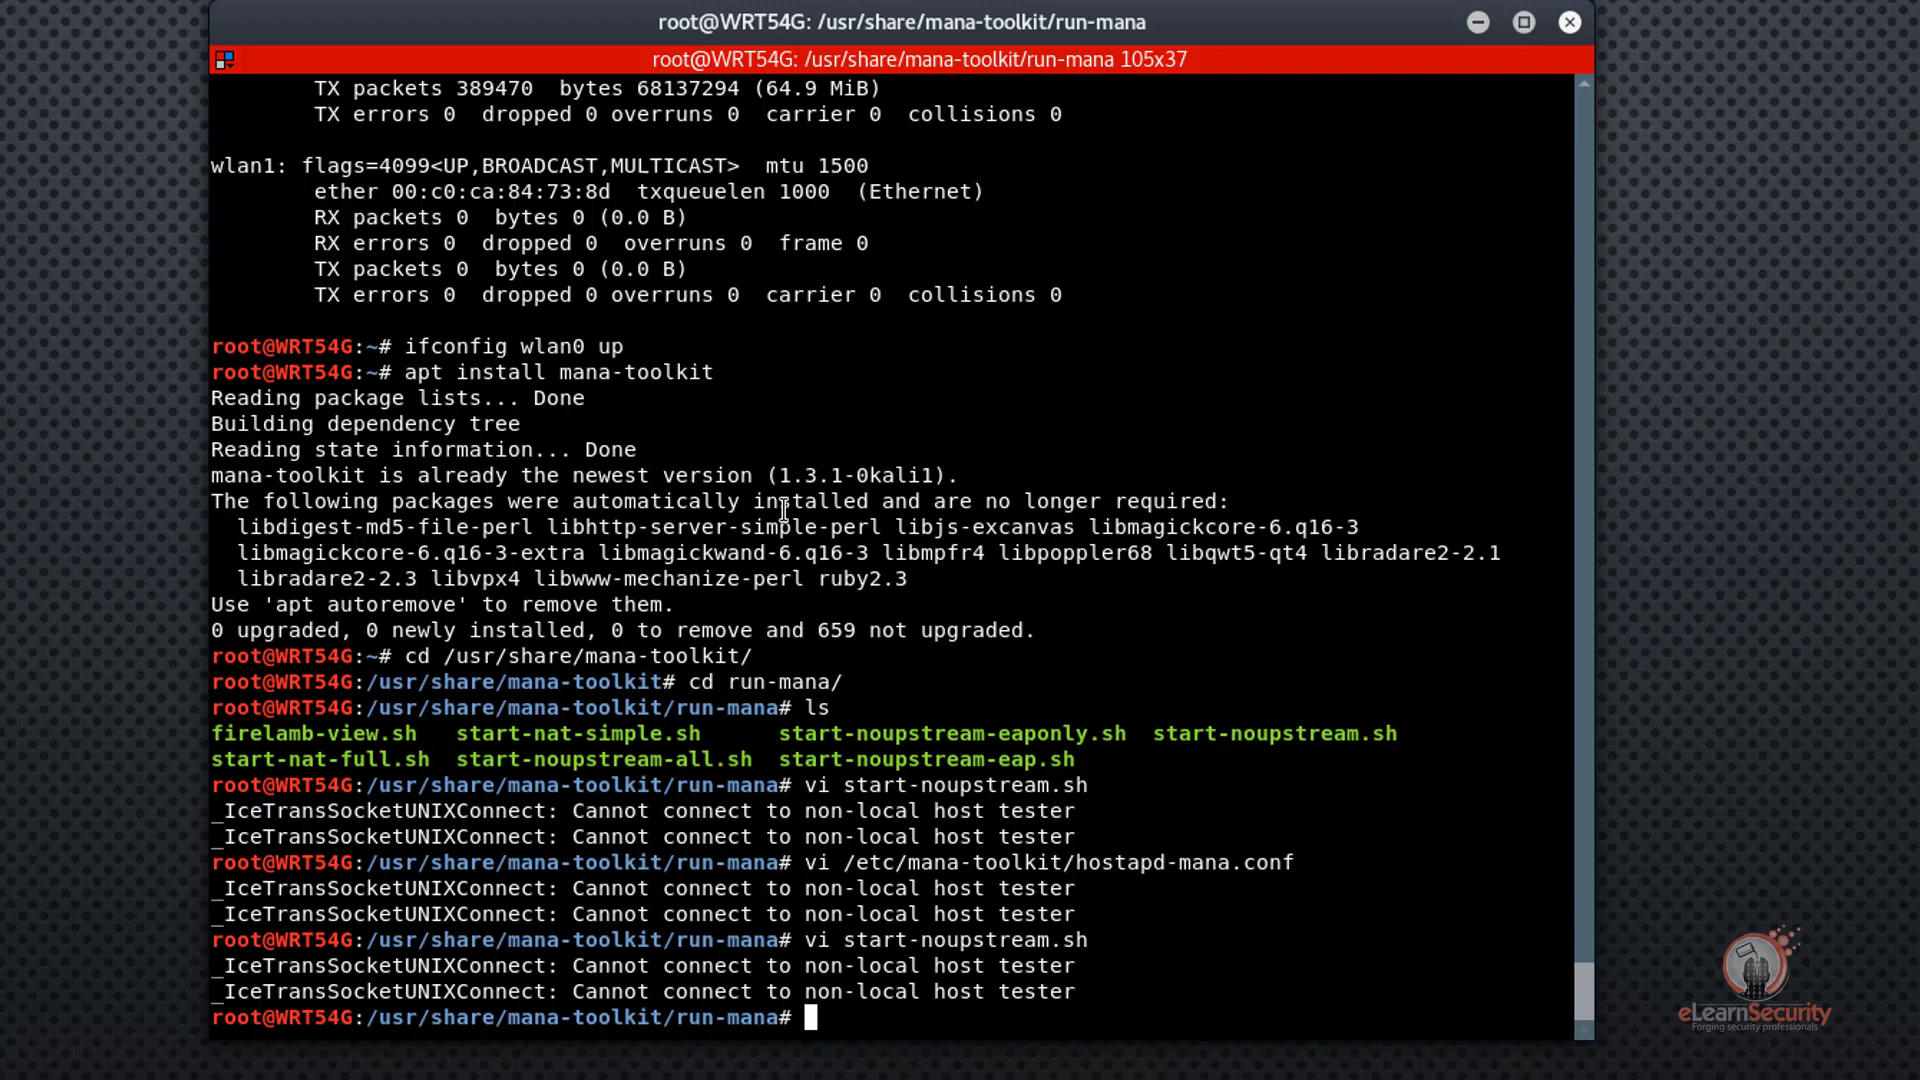 root@WRT54G: /usr/share/mana-toolkit/run-mana
root@WRT54G: /usr/share/mana-toolkit/run-mana 105x37
TX packets 389470  bytes 68137294 (64.9 MiB)
TX errors 0  dropped 0 overruns 0  carrier 0  collisions 0
wlan1: flags=4099<UP,BROADCAST,MULTICAST>  mtu 1500
ether 00:c0:ca:84:73:8d  txqueuelen 1000  (Ethernet)
RX packets 0  bytes 0 (0.0 B)
RX errors 0  dropped 0  overruns 0  frame 0
TX packets 0  bytes 0 (0.0 B)
TX errors 0  dropped 0 overruns 0  carrier 0  collisions 0
root@WRT54G:~# ifconfig wlan0 up
root@WRT54G:~# apt install mana-toolkit
Reading package lists... Done
Building dependency tree
Reading state information... Done
mana-toolkit is already the newest version (1.3.1-0kali1).
The following packages were automatically installed and are no longer required:
libdigest-md5-file-perl libhttp-server-simple-perl libjs-excanvas libmagickcore-6.q16-3
libmagickcore-6.q16-3-extra libmagickwand-6.q16-3 libmpfr4 libpoppler68 libqwt5-qt4 libradare2-2.1
libradare2-2.3 libvpx4 libwww-mechanize-perl ruby2.3
Use 'apt autoremove' to remove them.
0 upgraded, 0 newly installed, 0 to remove and 659 not upgraded.
root@WRT54G:~# cd /usr/share/mana-toolkit/
root@WRT54G:/usr/share/mana-toolkit# cd run-mana/
root@WRT54G:/usr/share/mana-toolkit/run-mana# ls
firelamb-view.sh   start-nat-simple.sh      start-noupstream-eaponly.sh  start-noupstream.sh
start-nat-full.sh  start-noupstream-all.sh  start-noupstream-eap.sh
root@WRT54G:/usr/share/mana-toolkit/run-mana# vi start-noupstream.sh
_IceTransSocketUNIXConnect: Cannot connect to non-local host tester
_IceTransSocketUNIXConnect: Cannot connect to non-local host tester
root@WRT54G:/usr/share/mana-toolkit/run-mana# vi /etc/mana-toolkit/hostapd-mana.conf
_IceTransSocketUNIXConnect: Cannot connect to non-local host tester
_IceTransSocketUNIXConnect: Cannot connect to non-local host tester
root@WRT54G:/usr/share/mana-toolkit/run-mana# vi start-noupstream.sh
_IceTransSocketUNIXConnect: Cannot connect to non-local host tester
_IceTransSocketUNIXConnect: Cannot connect to non-local host tester
root@WRT54G:/usr/share/mana-toolkit/run-mana#
eLearnSecurity
Forging security professionals